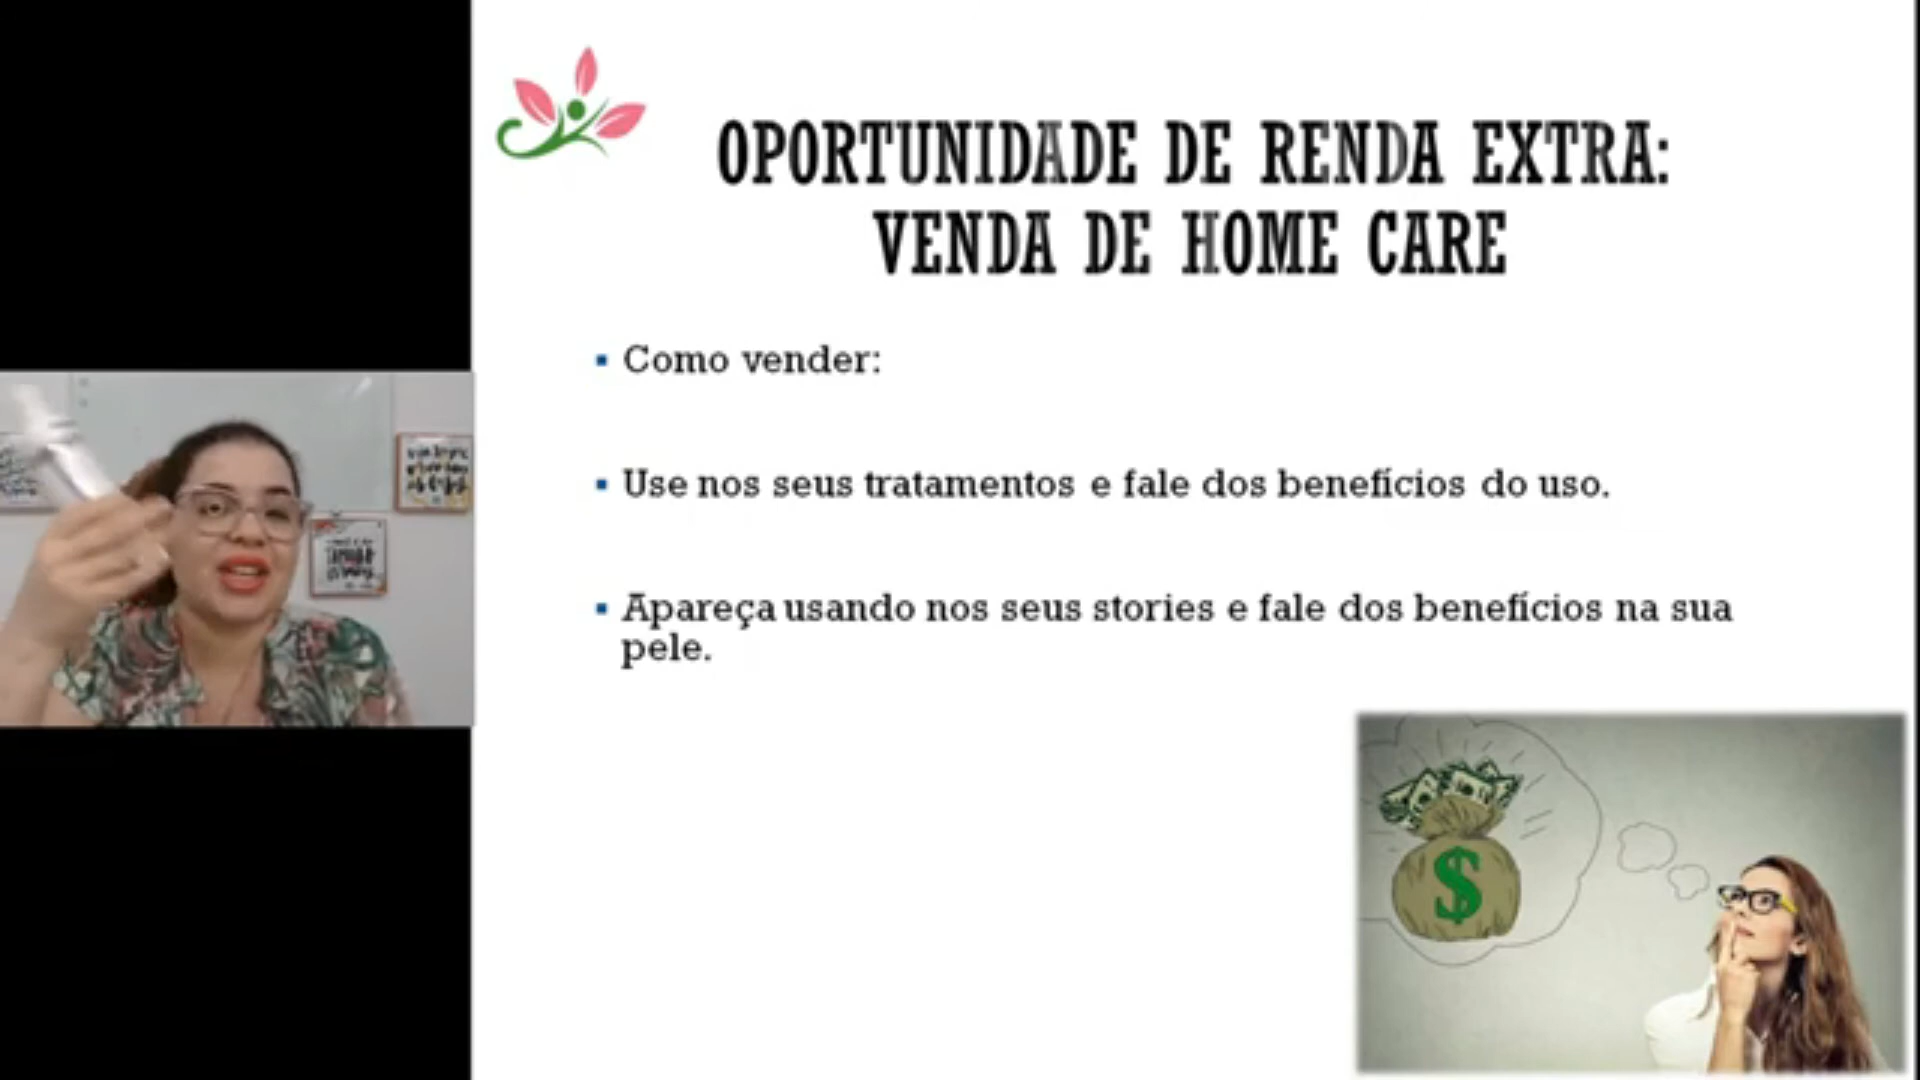 OPORTUNIDADE DE RENDA EXTRA:
VENDA DE HOME CARE
▪ Como vender:
▪ Use nos seus tratamentos e fale dos benefícios do uso.
▪ Apareça usando nos seus stories e fale dos benefícios na sua
pele.
$